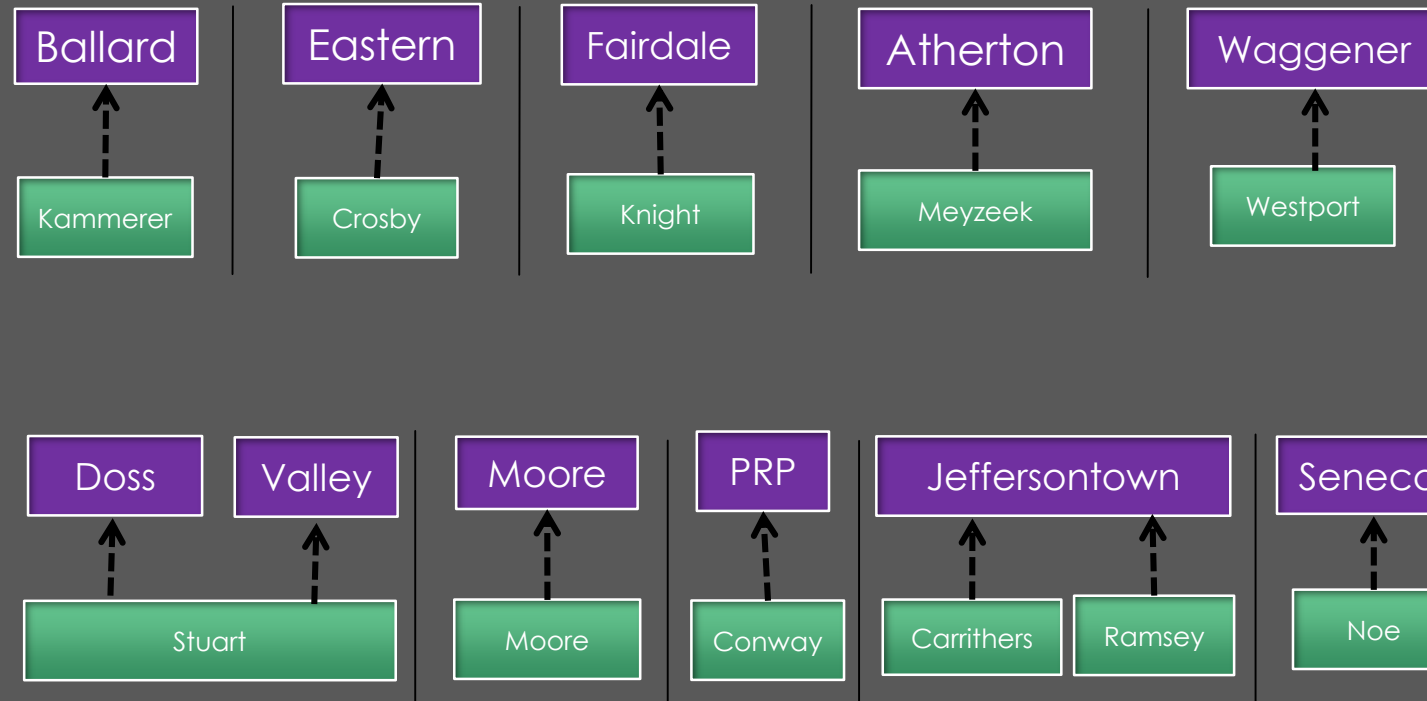 Ballard
Eastern
Fairdale
Atherton
Waggener
Kammerer
Crosby
Knight
Meyzeek
Westport
Doss
Valley
Moore
PRP
Jeffersontown
Seneca
Stuart
Moore
Conway
Carrithers
Ramsey
Noe